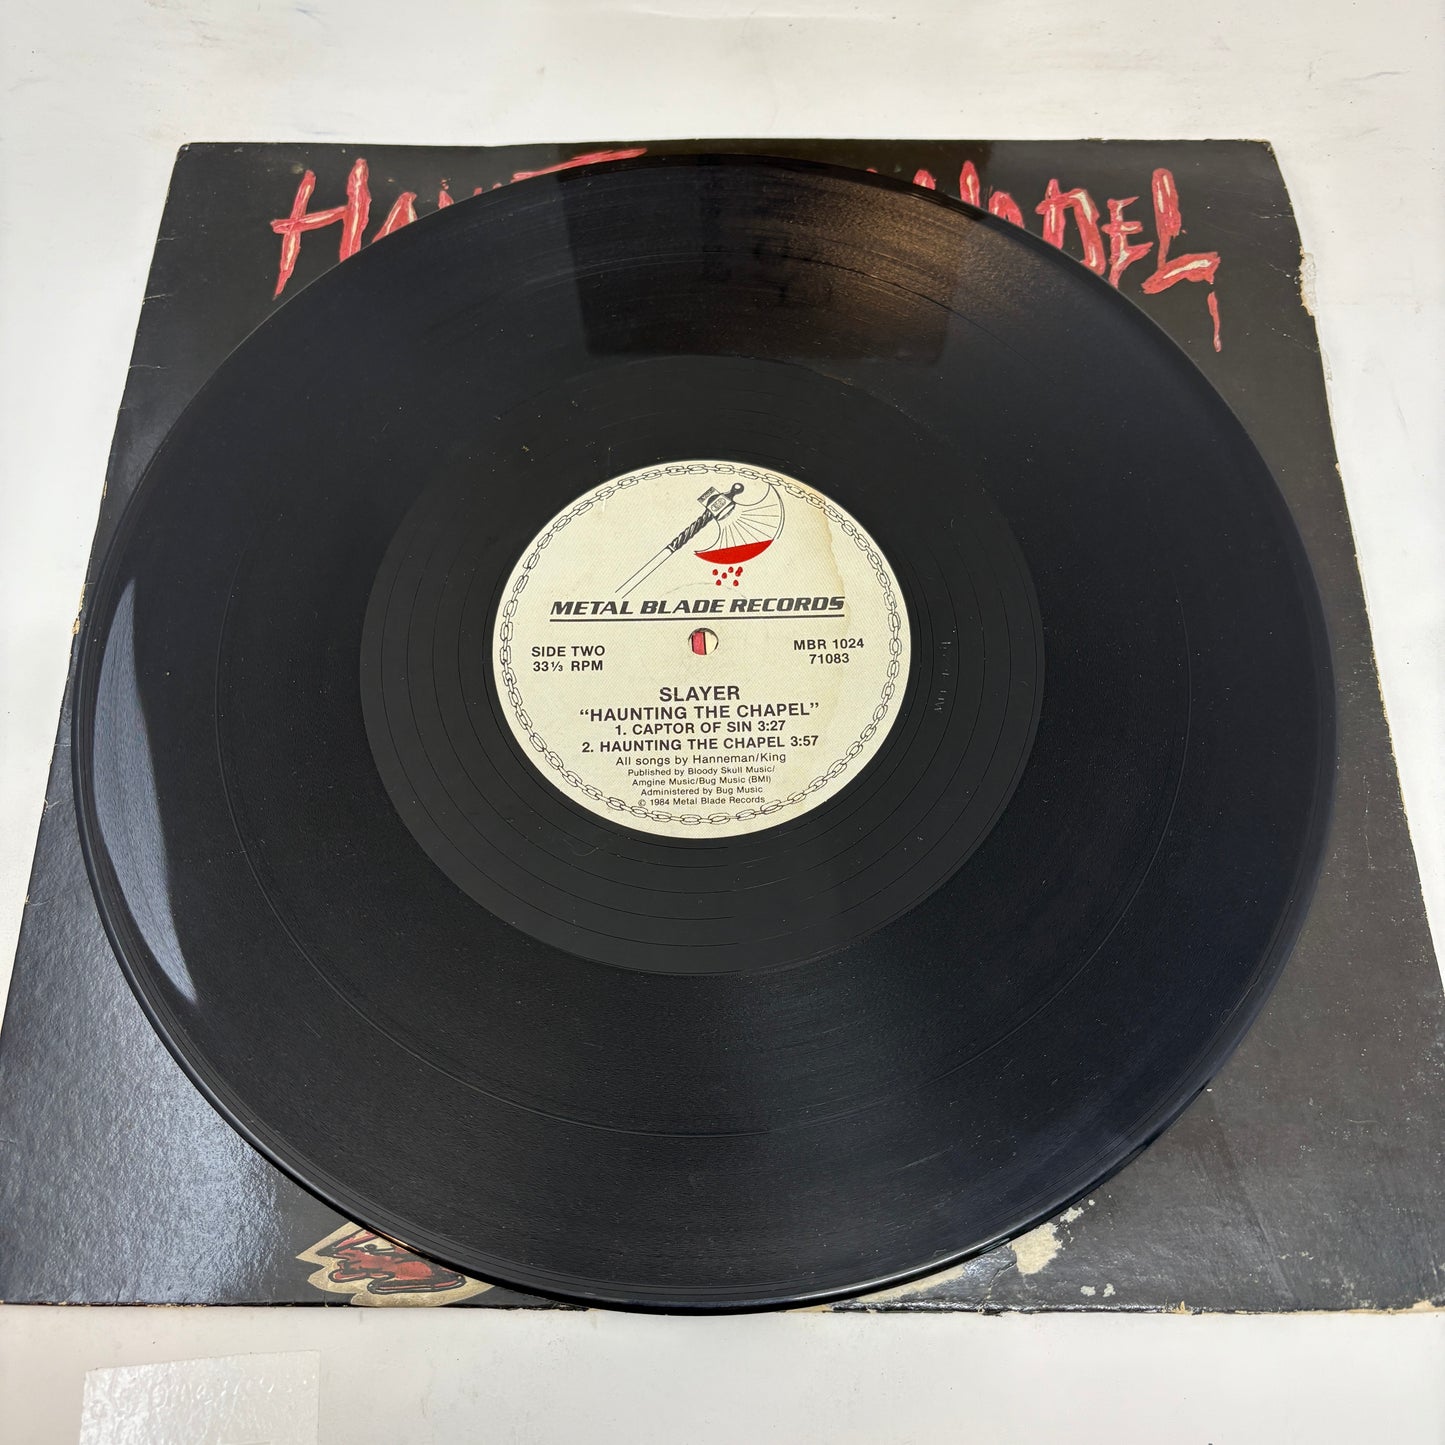 HAU
HAPEL
METAL BLADE RECORDS
SIDE TWO
33⅓ RPM
MBR 1024
71083
SLAYER
“HAUNTING THE CHAPEL”
1. CAPTOR OF SIN 3:27
2. HAUNTING THE CHAPEL 3:57
All songs by Hanneman/King
Published by Bloody Skull Music/
Amgine Music/Bug Music (BMI)
Administered by Bug Music
© 1984 Metal Blade Records